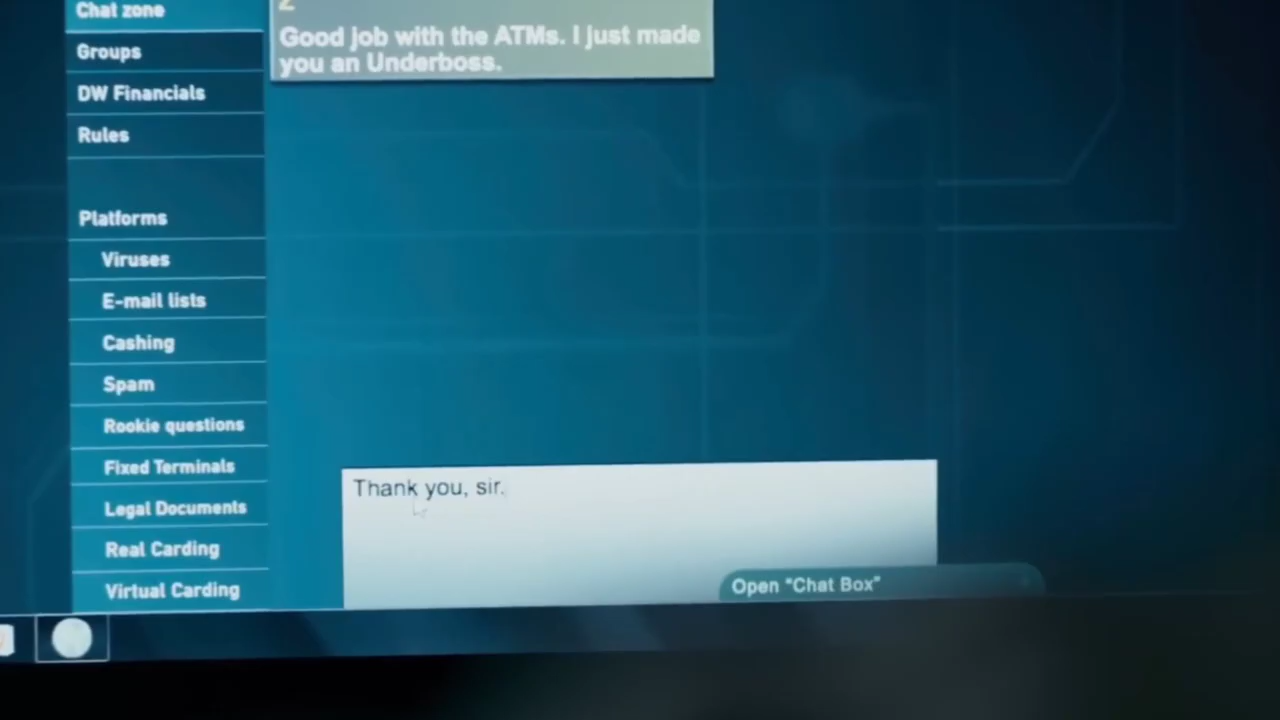 Chat zone
Groups
DW Financials
Rules
Platforms
Viruses
E-mail lists
Cashing
Spam
Rookie questions
Fixed Terminals
Legal Documents
Real Carding
Virtual Carding
Good job with the ATMs. I just made
you an Underboss.
Thank you, sir.
Open "Chat Box"